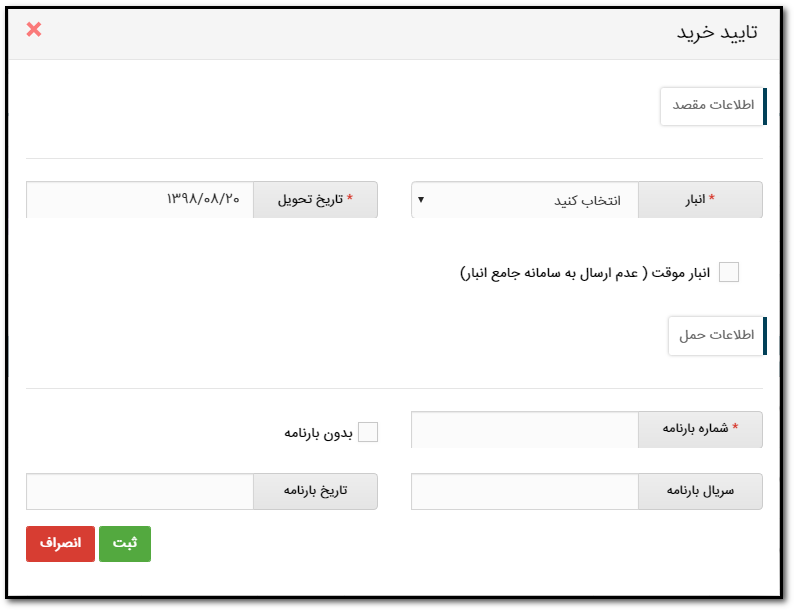 تایید خرید
اطلاعات مقصد
* انبار
انتخاب کنید
* تاریخ تحویل
۱۳۹۸/۰۸/۲۰
انبار موقت ( عدم ارسال به سامانه جامع انبار)
اطلاعات حمل
* شماره بارنامه
بدون بارنامه
سریال بارنامه
تاریخ بارنامه
ثبت
انصراف